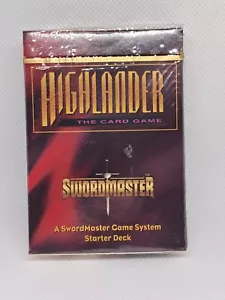 HIGHLANDER
THE CARD GAME
SWORDMASTER
A SwordMaster Game System
Starter Deck